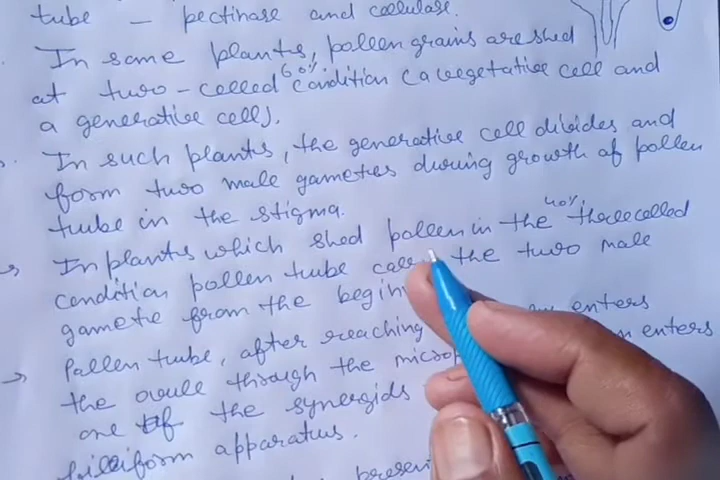 tube - pectinase and cellulase.
In some plants, pollen grains are shed
at two-celled 60% condition (a vegetative cell and
a generative cell).
In such plants, the generative cell divides and
form two male gametes during growth of pollen
tube in the stigma.
→ In plants which shed pollen in the 40% three celled
condition pollen tube the two male
gamete from the
→ Pollen tube, after reaching enters
the ovule through the enters
one of the synergids
filliform apparatus.
present